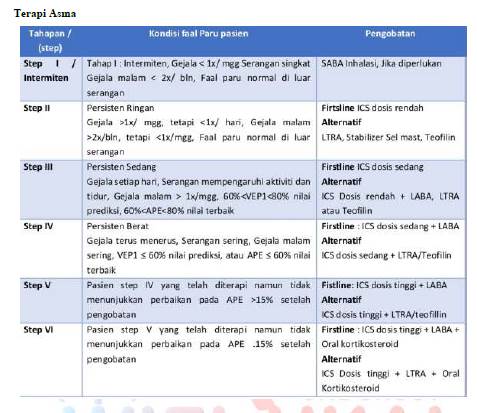 Terapi Asma
Tahapan / (step)
Kondisi faal Paru pasien
Pengobatan
Step I / Intermiten
Tahap I : Intermiten, Gejala < 1x/ mgg Serangan singkat
Gejala malam < 2x/ bln, Faal paru normal di luar
serangan
SABA Inhalasi, Jika diperlukan
Step II
Persisten Ringan
Gejala >1x/ mgg, tetapi <1x/ hari, Gejala malam
>2x/bln, tetapi <1x/mgg, Faal paru normal di luar
serangan
Firtsline ICS dosis rendah
Alternatif
LTRA, Stabilizer Sel mast, Teofilin
Step III
Persisten Sedang
Gejala setiap hari, Serangan mempengaruhi aktiviti dan
tidur, Gejala malam > 1x/mgg, 60%<VEP1<80% nilai
prediksi, 60%<APE<80% nilai terbaik
Firstline ICS dosis sedang
Alternatif
ICS Dosis rendah + LABA, LTRA
atau Teofilin
Step IV
Persisten Berat
Gejala terus menerus, Serangan sering, Gejala malam
sering, VEP1 ≤ 60% nilai prediksi, atau APE ≤ 60% nilai
terbaik
Firstline : ICS dosis sedang + LABA
Alternatif
ICS dosis sedang + LTRA/Teofilin
Step V
Pasien step IV yang telah diterapi namun tidak
menunjukkan perbaikan pada APE >15% setelah
pengobatan
Fistline: ICS dosis tinggi + LABA
Alternatif
ICS dosis tinggi + LTRA/teofillin
Step VI
Pasien step V yang telah diterapi namun tidak
menunjukkan perbaikan pada APE .15% setelah
pengobatan
Firstline : ICS dosis tinggi + LABA +
Oral kortikosteroid
Alternatif
ICS Dosis tinggi + LTRA + Oral
Kortikosteroid